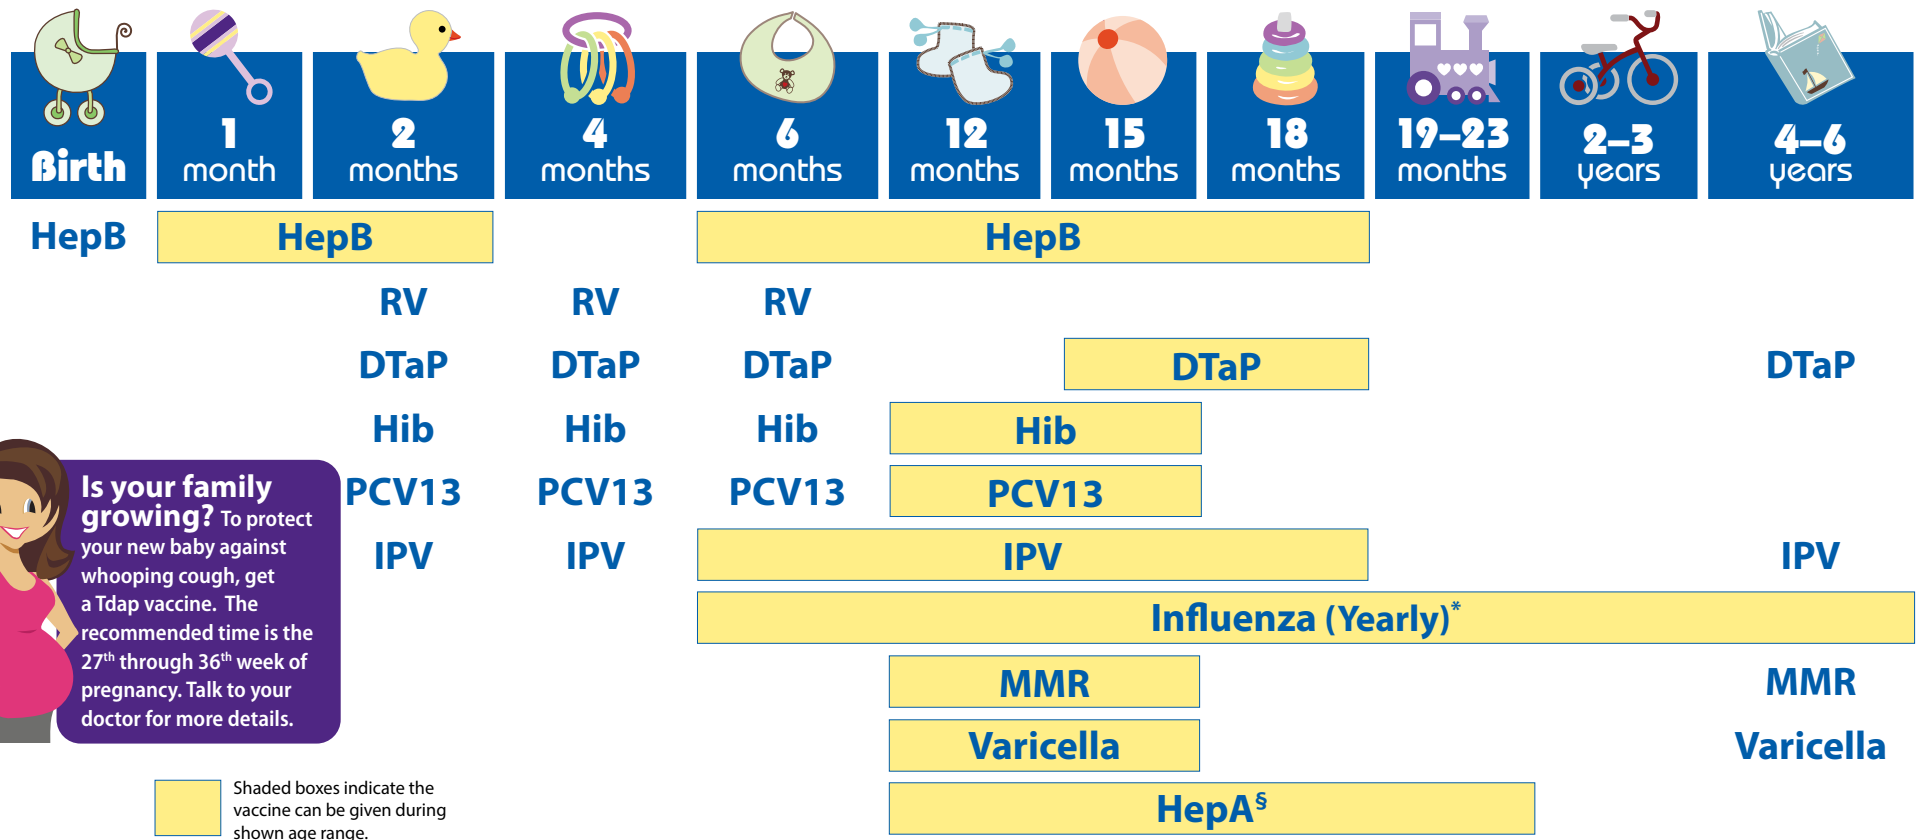 Birth
1
month
2
months
4
months
6
months
12
months
15
months
18
months
19–23
months
2–3
years
4–6
years
HepB HepB HepB
RV RV RV
DTaP DTaP DTaP DTaP DTaP
Hib Hib Hib Hib
PCV13 PCV13 PCV13 PCV13
IPV IPV IPV IPV
Influenza (Yearly)*
MMR MMR
Varicella Varicella
HepA§
Is your family
growing? To protect
your new baby against
whooping cough, get
a Tdap vaccine. The
recommended time is the
27th through 36th week of
pregnancy. Talk to your
doctor for more details.
Shaded boxes indicate the
vaccine can be given during
shown age range.